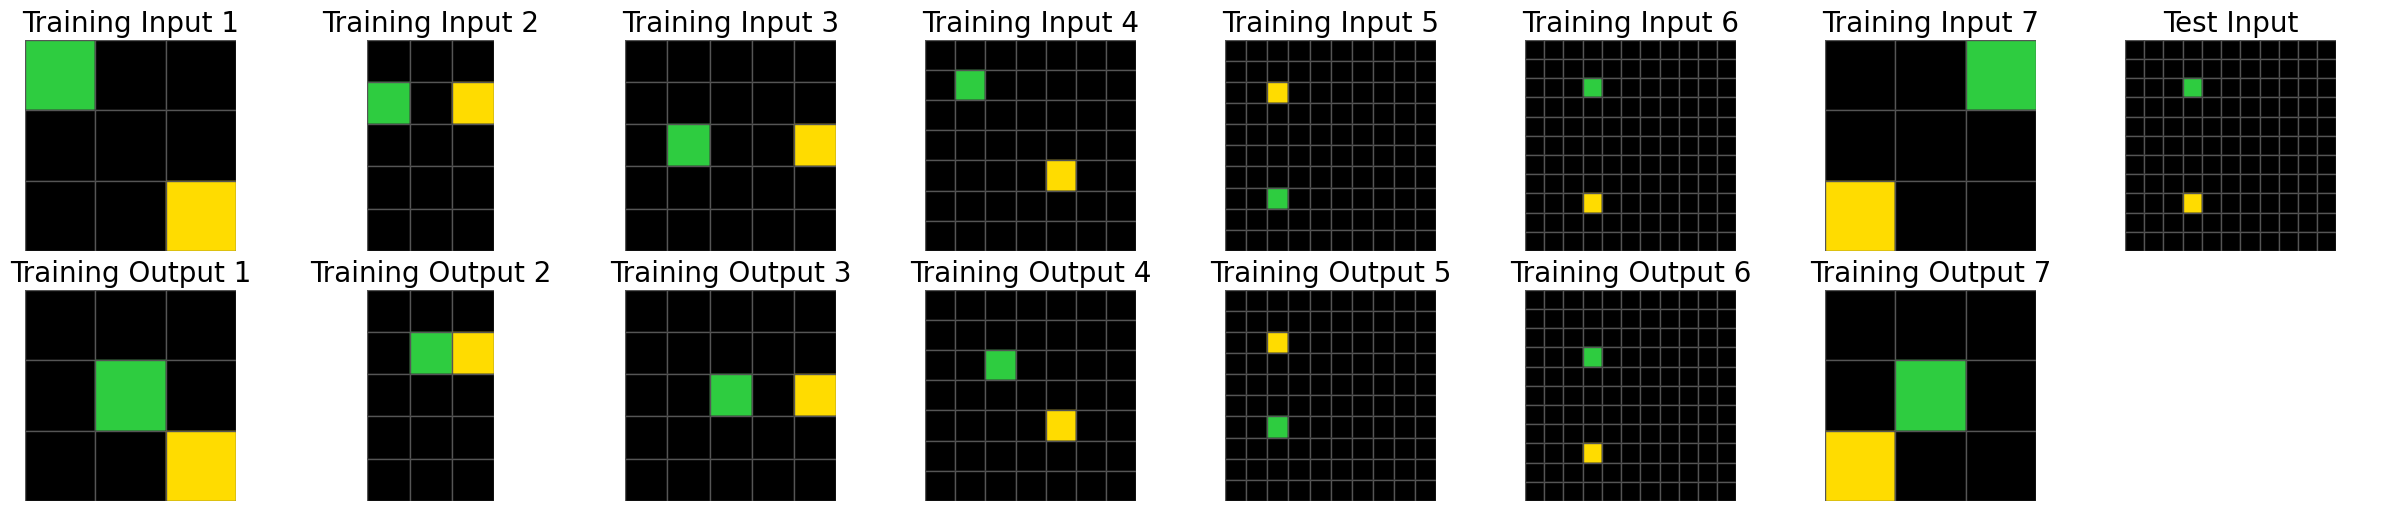 Training Input 1
Training Input 2
Training Input 3
Training Input 4
Training Input 5
Training Input 6
Training Input 7
Test Input
Training Output 1
Training Output 2
Training Output 3
Training Output 4
Training Output 5
Training Output 6
Training Output 7